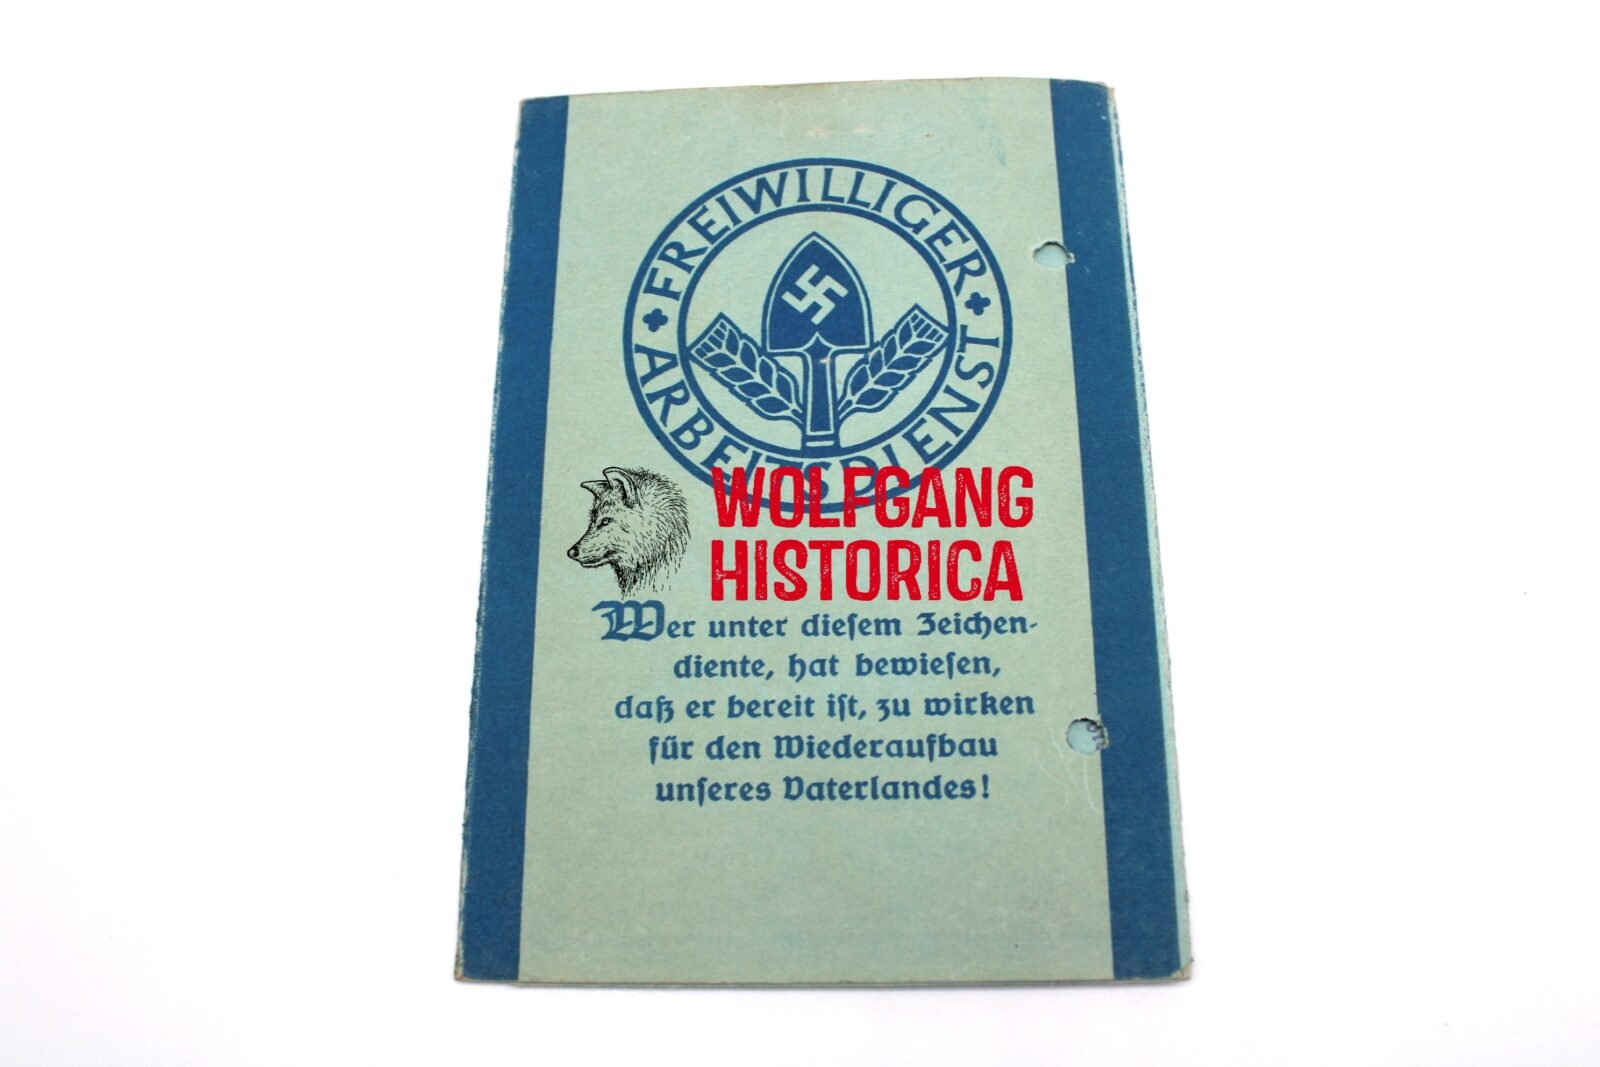 FREIWILLIGER
ARBEITSDIENST
WOLFGANG
HISTORICA
Wer unter diesem Zeichen-
diente, hat bewiesen,
daß er bereit ist, zu wirken
für den Wiederaufbau
unseres Vaterlandes!